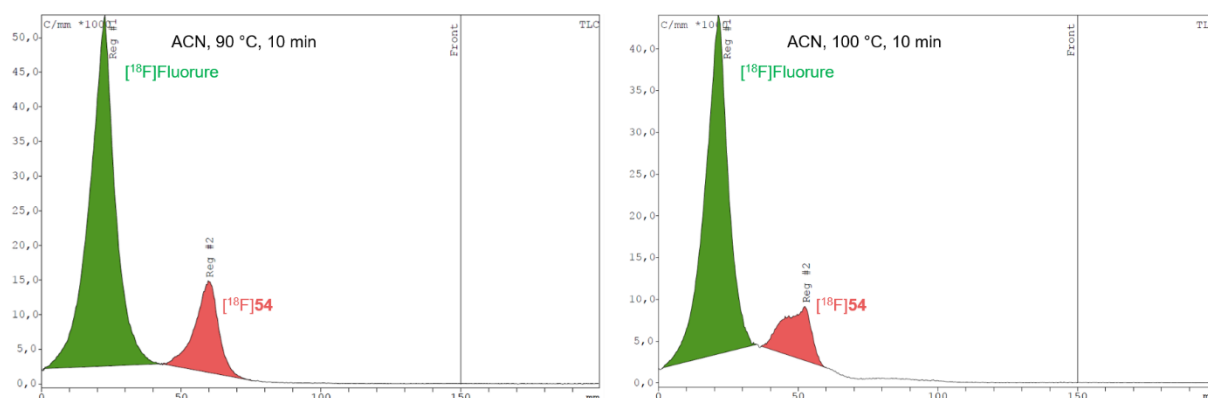 C/mm *1000
TLC
ACN, 90 °C, 10 min
Reg #1
Front
[¹⁸F]Fluorure
50,0
45,0
40,0
35,0
30,0
25,0
20,0
15,0
10,0
5,0
0,0
Reg #2
[¹⁸F]54
0
50
100
150
mm
ACN, 100 °C, 10 min
Reg #1
Front
[¹⁸F]Fluorure
40,0
35,0
30,0
25,0
20,0
15,0
10,0
5,0
0,0
Reg #2
[¹⁸F]54
0
50
100
150